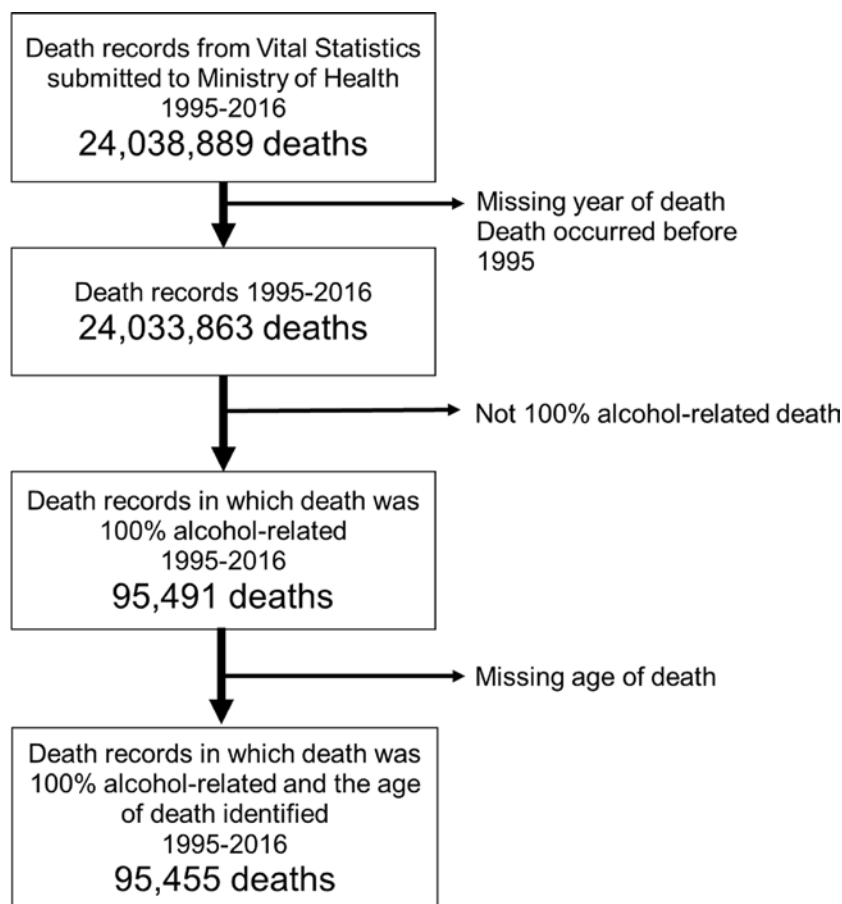 Death records from Vital Statistics
submitted to Ministry of Health
1995-2016
24,038,889 deaths
Missing year of death
Death occurred before
1995
Death records 1995-2016
24,033,863 deaths
Not 100% alcohol-related death
Death records in which death was
100% alcohol-related
1995-2016
95,491 deaths
Missing age of death
Death records in which death was
100% alcohol-related and the age
of death identified
1995-2016
95,455 deaths